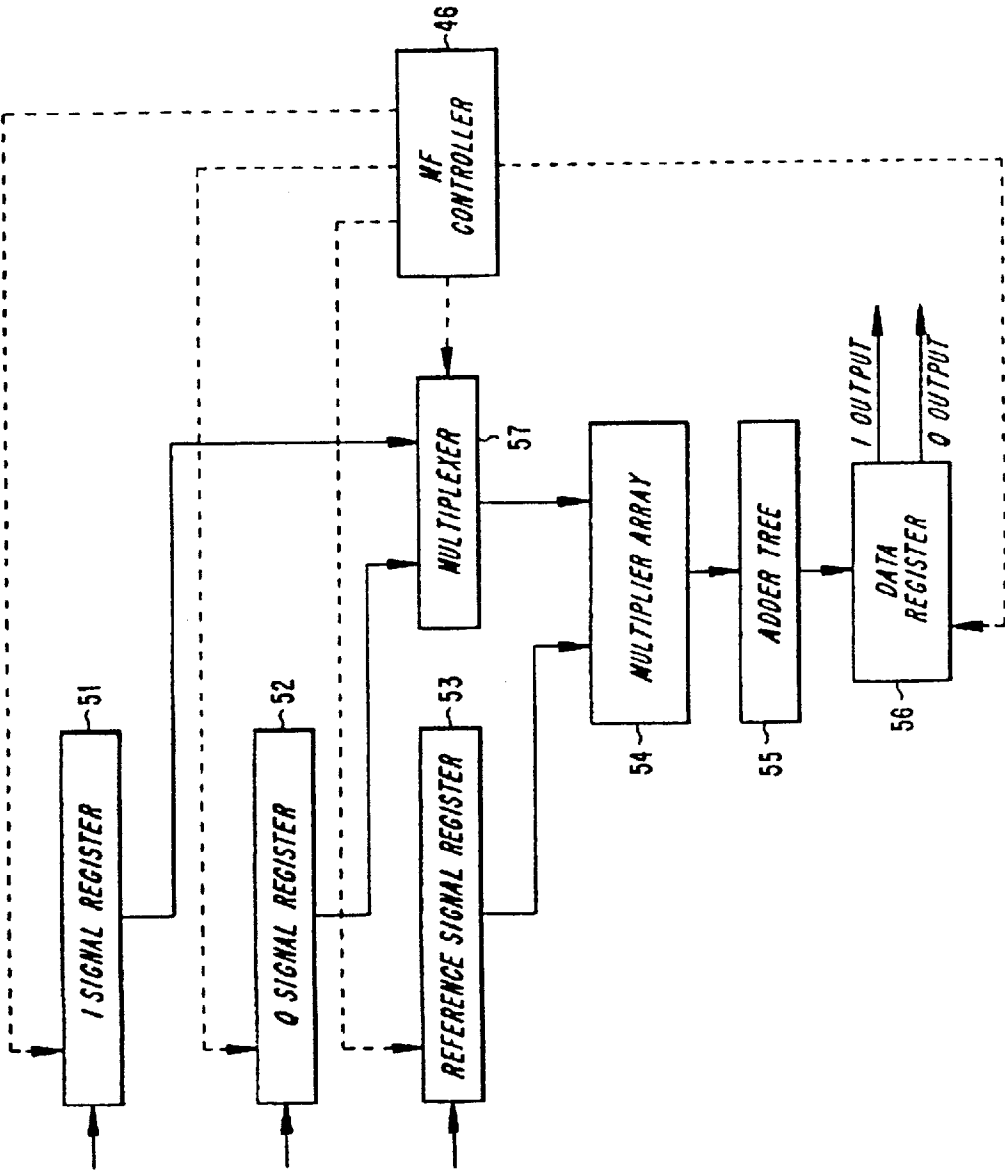 46
MF
CONTROLLER
51
I SIGNAL REGISTER
52
Q SIGNAL REGISTER
53
REFERENCE SIGNAL REGISTER
MULTIPLEXER
57
MULTIPLIER ARRAY
54
ADDER TREE
55
DATA
REGISTER
56
I OUTPUT
Q OUTPUT